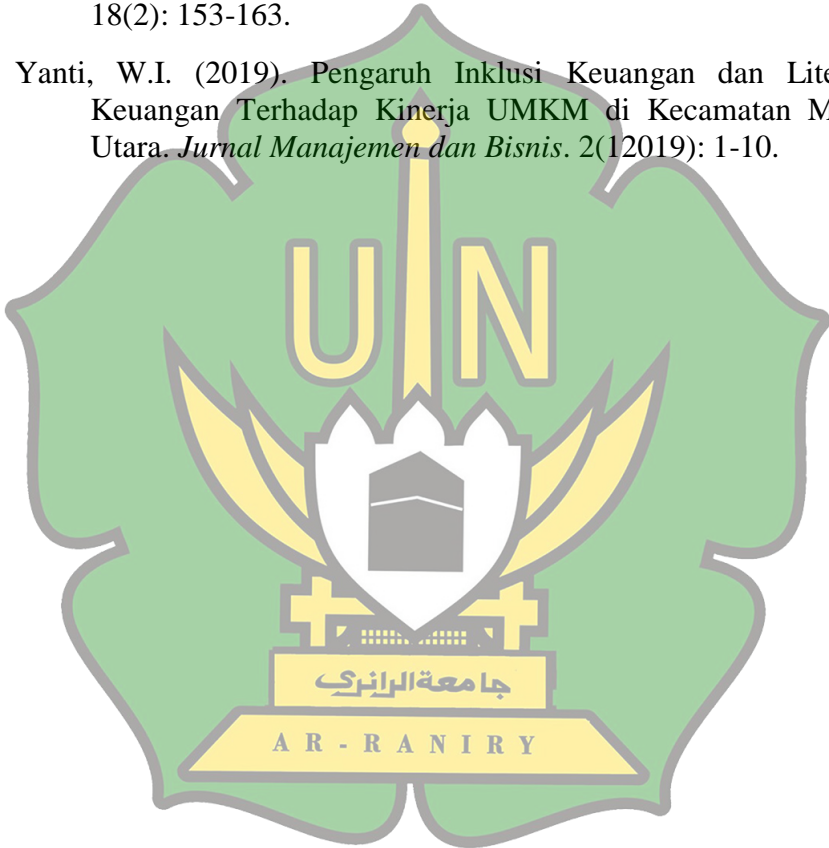 18(2): 153-163.
Yanti, W.I. (2019). Pengaruh Inklusi Keuangan dan Lite
Keuangan Terhadap Kinerja UMKM di Kecamatan M
Utara. Jurnal Manajemen dan Bisnis. 2(12019): 1-10.
UIN
جامعة الرانري
AR-RANIRY